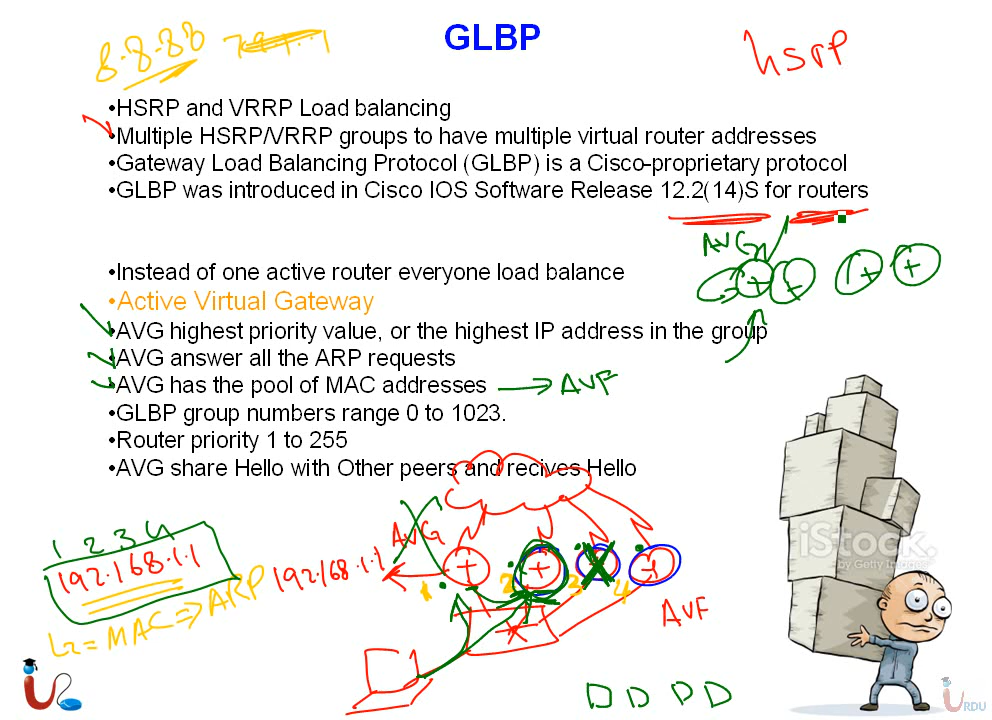 GLBP
8.8.88
hsrp
•HSRP and VRRP Load balancing
•Multiple HSRP/VRRP groups to have multiple virtual router addresses
•Gateway Load Balancing Protocol (GLBP) is a Cisco-proprietary protocol
•GLBP was introduced in Cisco IOS Software Release 12.2(14)S for routers
AVG
•Instead of one active router everyone load balance
•Active Virtual Gateway
•AVG highest priority value, or the highest IP address in the group
•AVG answer all the ARP requests
•AVG has the pool of MAC addresses → AVF
•GLBP group numbers range 0 to 1023.
•Router priority 1 to 255
•AVG share Hello with Other peers and recives Hello
1 2 3 4
192.168.1.1
L2 = MAC ⇒ ARP
AVG
192.168.1.1
1 2 3 4
AVF
iStock.
by Getty Images
URDU